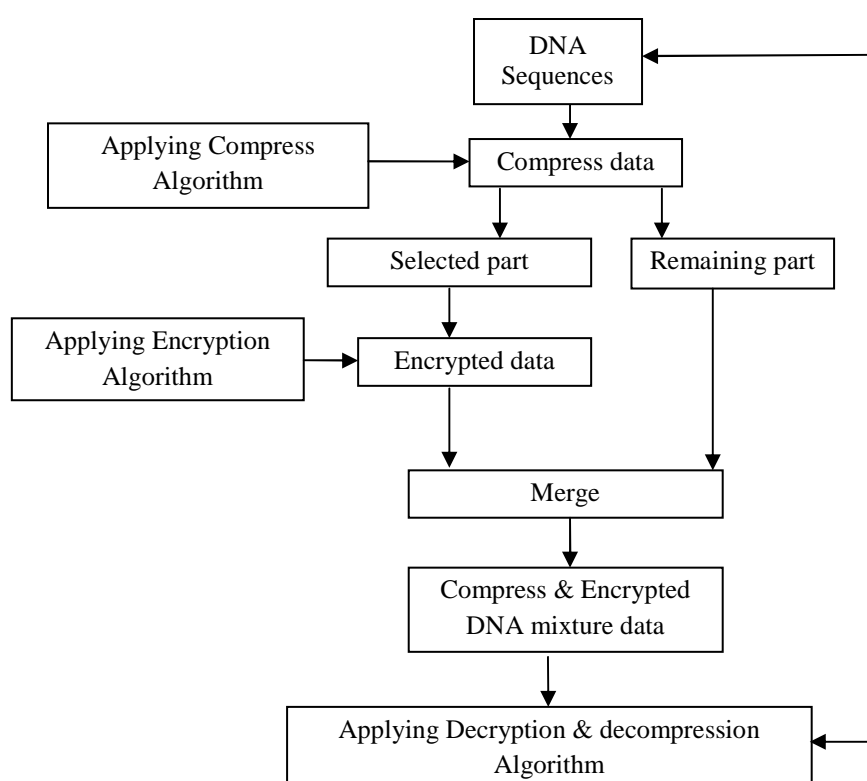 DNA
Sequences
Applying Compress
Algorithm
Compress data
Selected part
Remaining part
Applying Encryption
Algorithm
Encrypted data
Merge
Compress & Encrypted
DNA mixture data
Applying Decryption & decompression
Algorithm